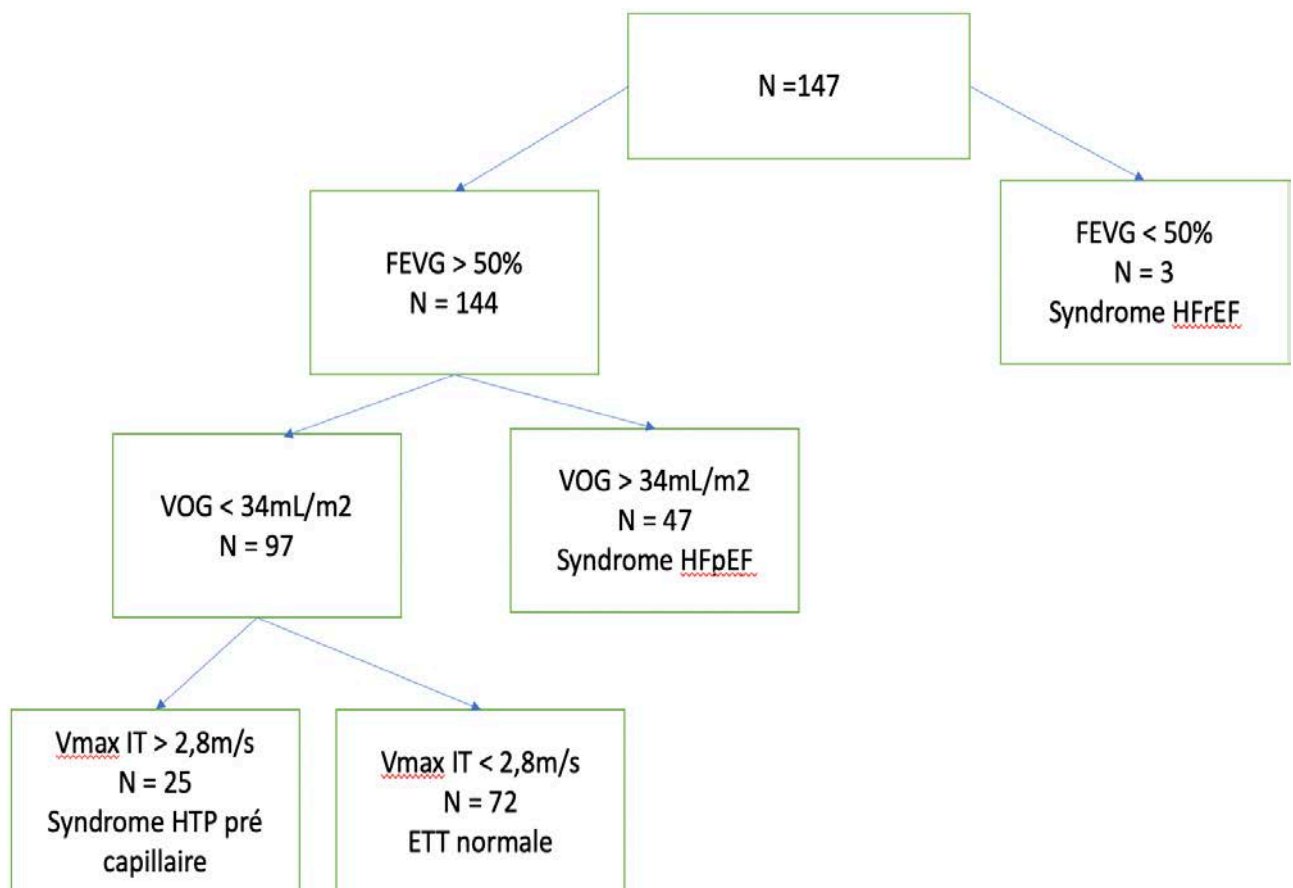 N =147
FEVG > 50%
N = 144
FEVG < 50%
N = 3
Syndrome HFrEF
VOG < 34mL/m2
N = 97
VOG > 34mL/m2
N = 47
Syndrome HFpEF
Vmax IT > 2,8m/s
N = 25
Syndrome HTP pré
capillaire
Vmax IT < 2,8m/s
N = 72
ETT normale